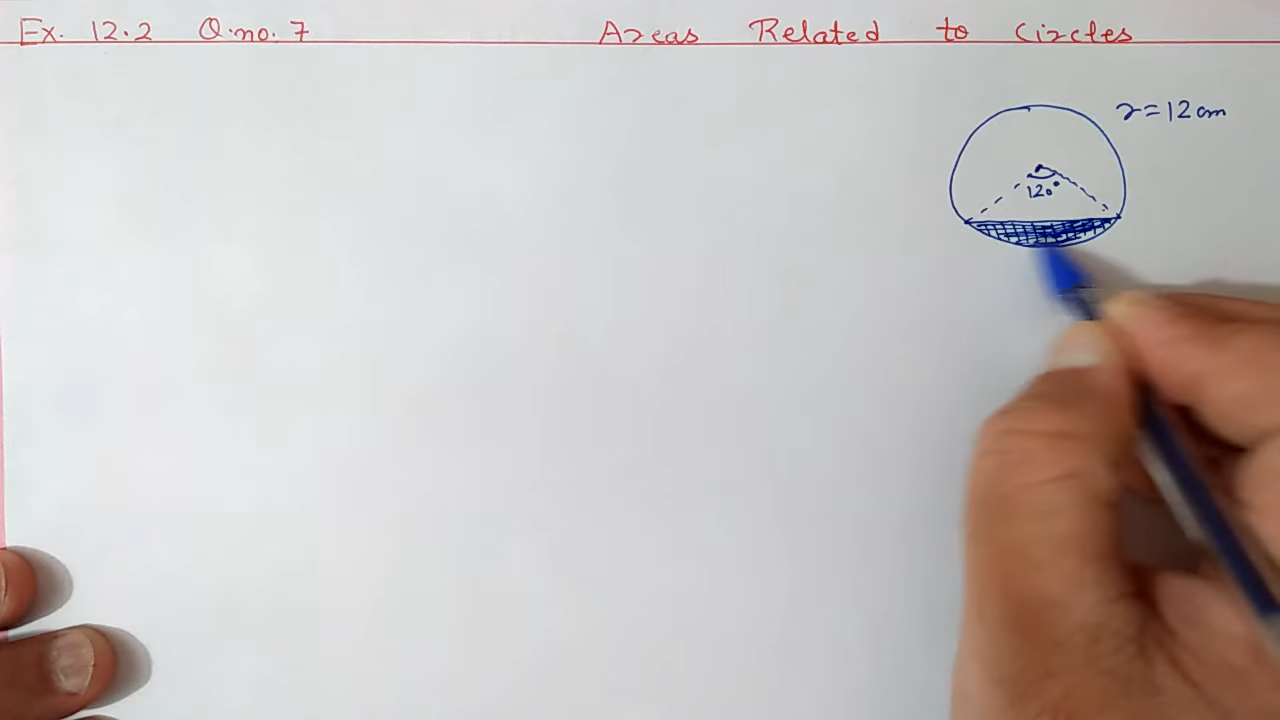 Ex. 12.2 Q.no. 7 Areas Related to Circles
r = 12 cm
120°